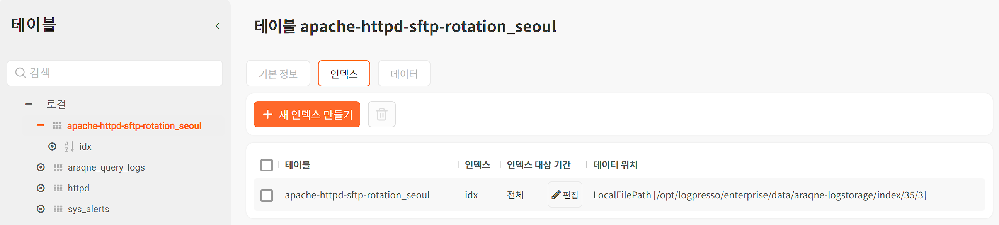 테이블
검색
로컬
apache-httpd-sftp-rotation_seoul
idx
araqne_query_logs
httpd
sys_alerts
테이블 apache-httpd-sftp-rotation_seoul
기본 정보 인덱스 데이터
+ 새 인덱스 만들기
테이블 인덱스 인덱스 대상 기간 데이터 위치
apache-httpd-sftp-rotation_seoul idx 전체 편집 LocalFilePath [/opt/logpresso/enterprise/data/araqne-logstorage/index/35/3]